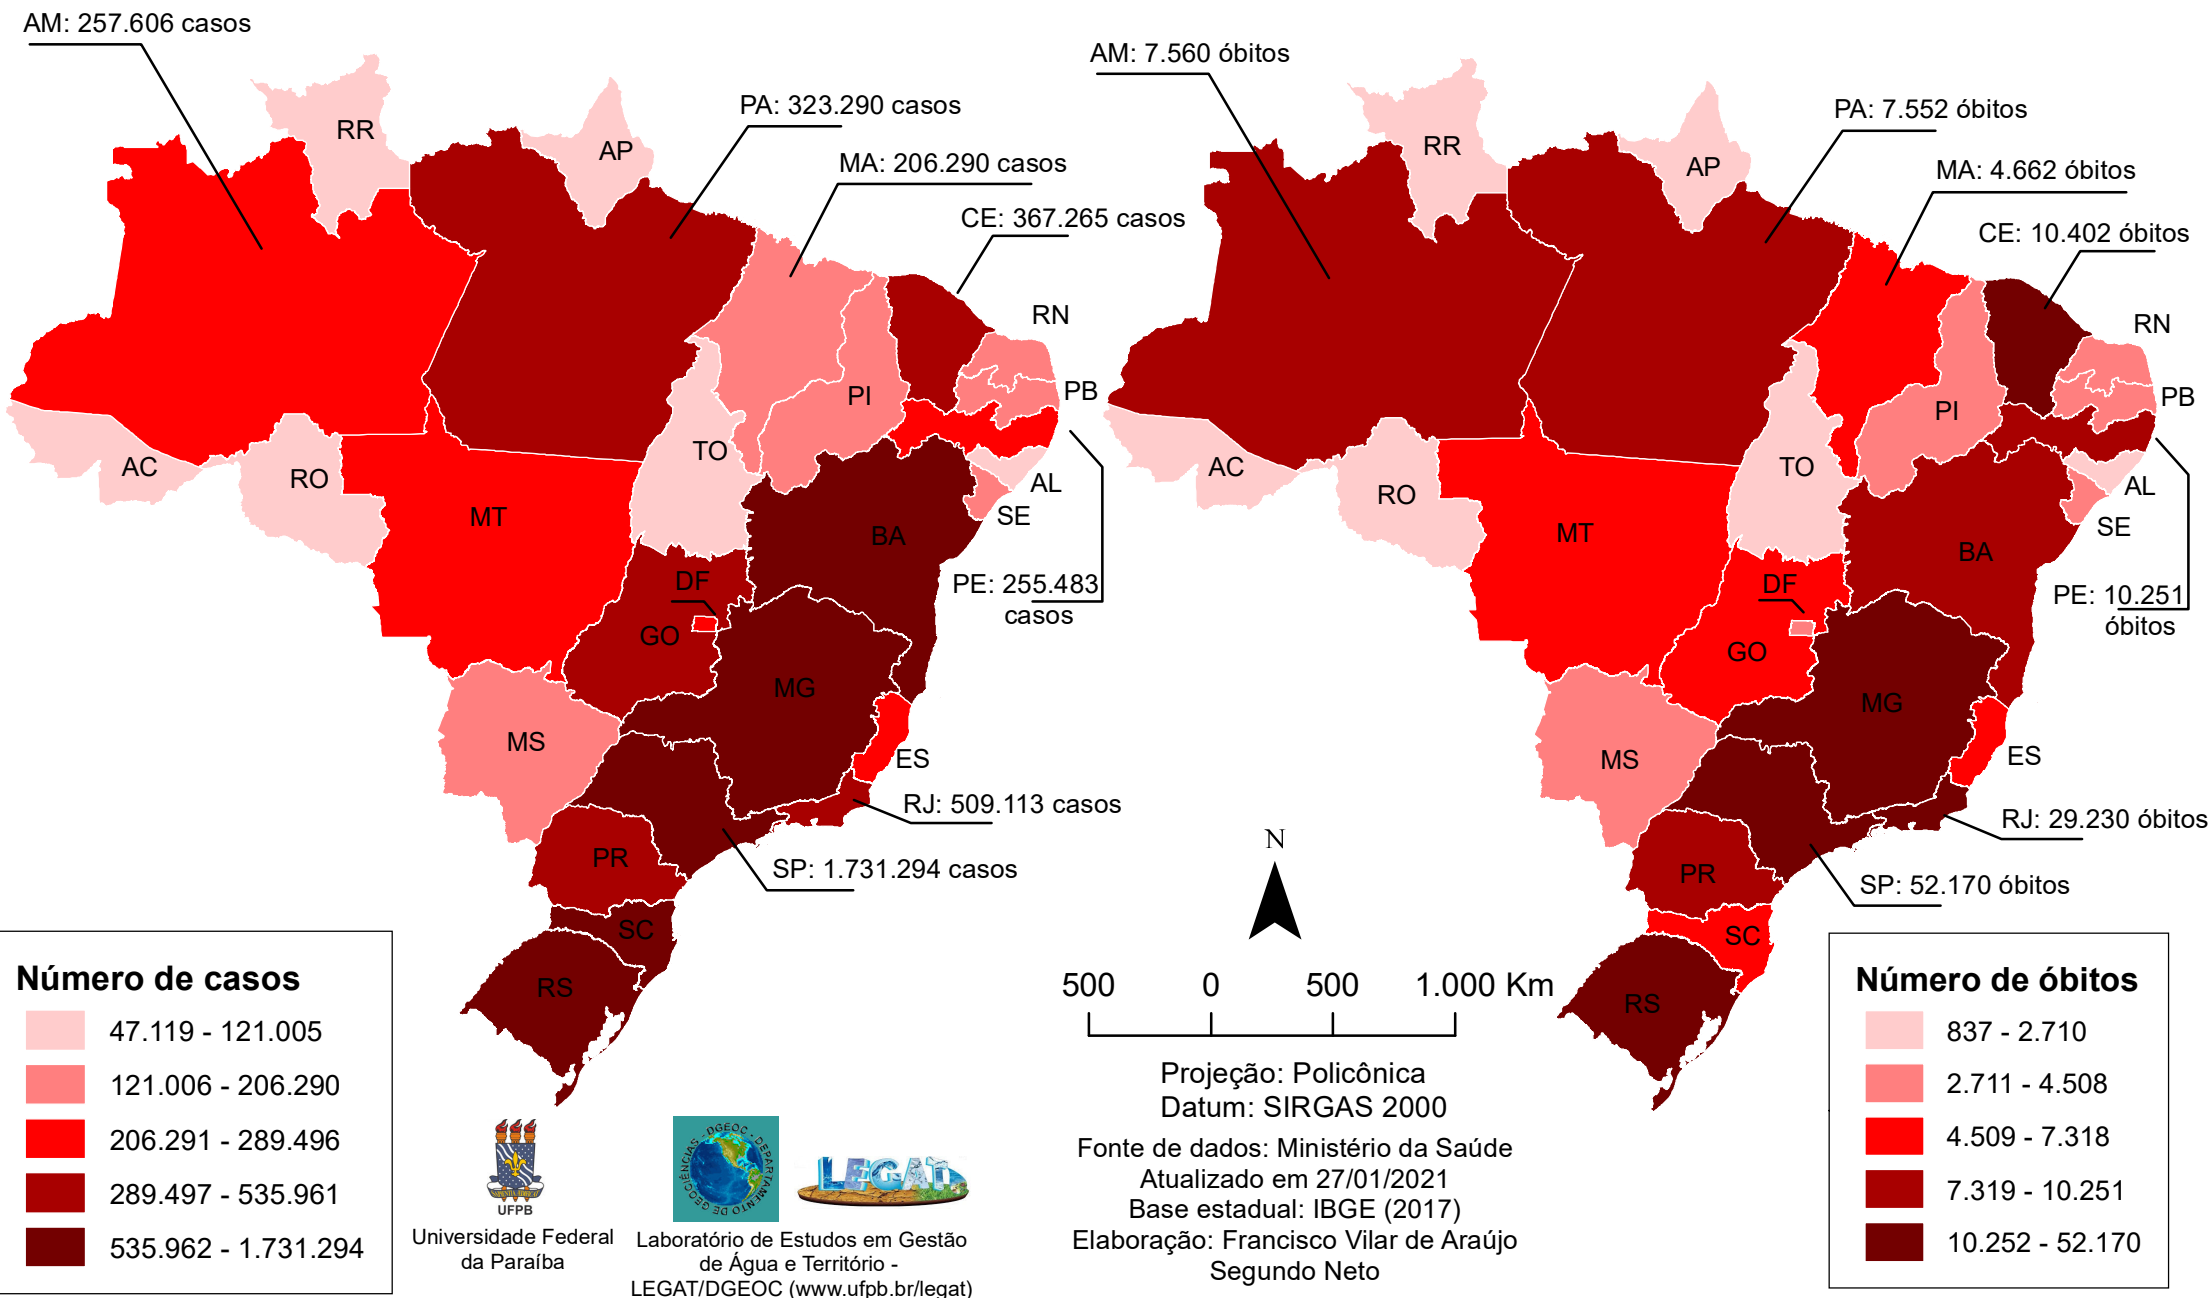 AM: 257.606 casos
RR
AP
PA: 323.290 casos
MA: 206.290 casos
CE: 367.265 casos
RN
PB
PI
TO
AC
RO
MT
AL
SE
BA
PE: 255.483
casos
DF
GO
MG
MS
ES
RJ: 509.113 casos
PR
SP: 1.731.294 casos
SC
RS
Número de casos
47.119 - 121.005
121.006 - 206.290
206.291 - 289.496
289.497 - 535.961
535.962 - 1.731.294
AM: 7.560 óbitos
RR
AP
PA: 7.552 óbitos
MA: 4.662 óbitos
CE: 10.402 óbitos
RN
PB
PI
TO
AC
RO
MT
AL
SE
BA
PE: 10.251
óbitos
DF
GO
MG
MS
ES
RJ: 29.230 óbitos
PR
SP: 52.170 óbitos
SC
RS
Número de óbitos
837 - 2.710
2.711 - 4.508
4.509 - 7.318
7.319 - 10.251
10.252 - 52.170
N
500 0 500 1.000 Km
Projeção: Policônica
Datum: SIRGAS 2000
Fonte de dados: Ministério da Saúde
Atualizado em 27/01/2021
Base estadual: IBGE (2017)
Elaboração: Francisco Vilar de Araújo
Segundo Neto
UFPB
Universidade Federal
da Paraíba
DGEOC - DEPARTAMENTO DE GEOCIÊNCIAS -
LEGAT
Laboratório de Estudos em Gestão
de Água e Território -
LEGAT/DGEOC (www.ufpb.br/legat)